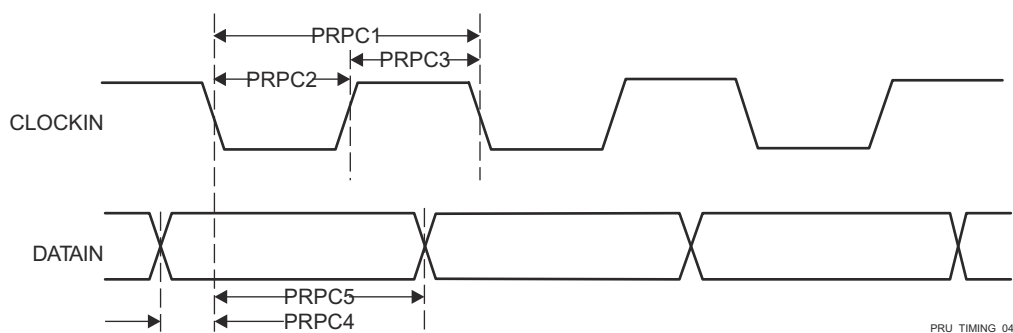 PRPC1
PRPC3
PRPC2
CLOCKIN
DATAIN
PRPC5
PRPC4
PRU_TIMING_04